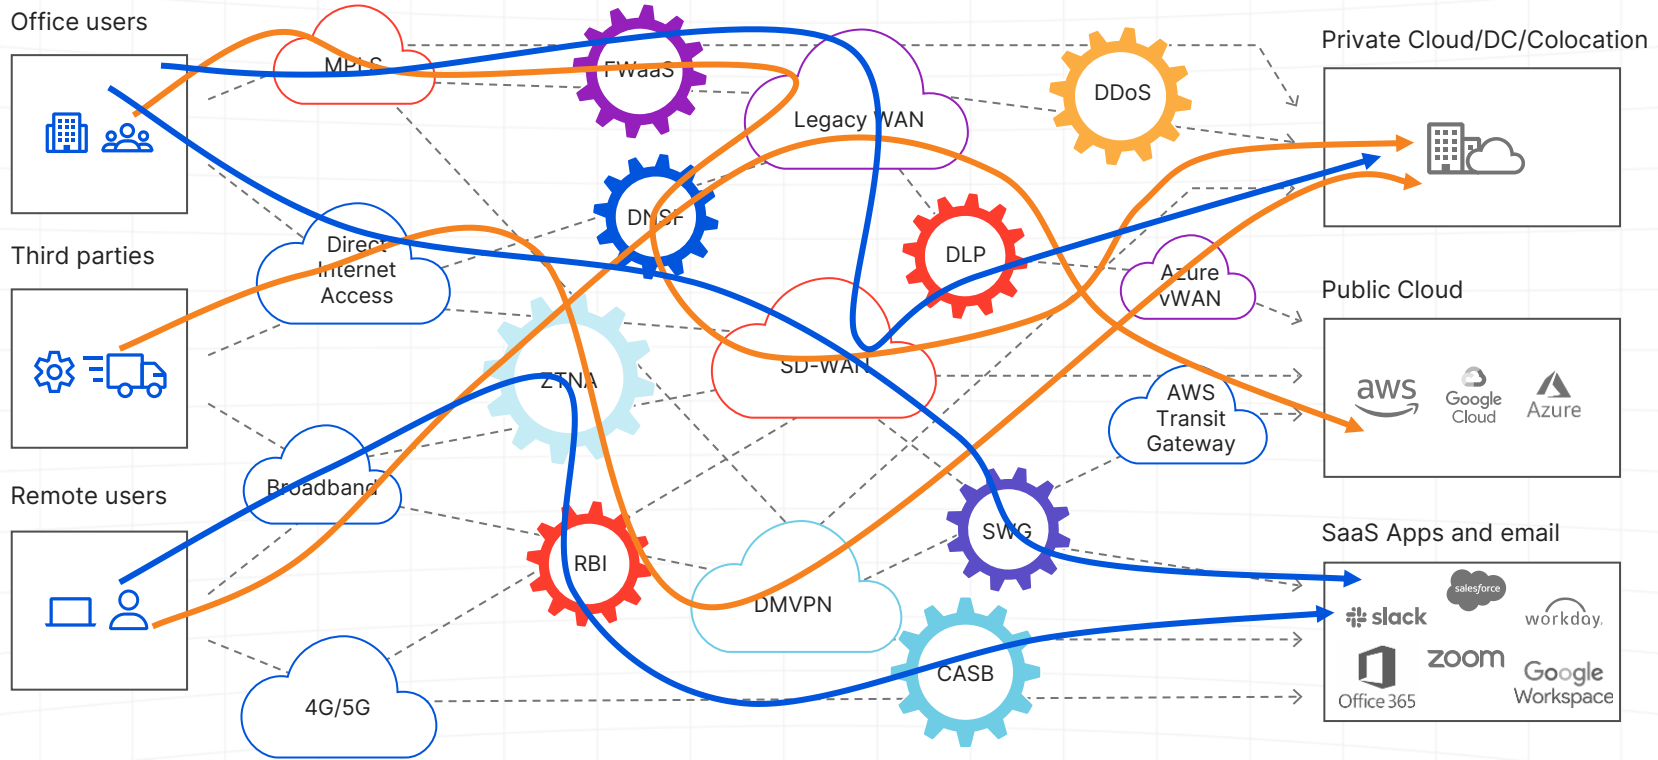 Office users
Third parties
Remote users
MPLS
FWaaS
Legacy WAN
DDoS
DNSF
DLP
Direct
Internet
Access
Azure
vWAN
ZTNA
SD-WAN
AWS
Transit
Gateway
Broadband
SWG
RBI
DMVPN
CASB
4G/5G
Private Cloud/DC/Colocation
Public Cloud
aws
Google
Cloud
Azure
SaaS Apps and email
salesforce
slack
workday.
Office 365
zoom
Google
Workspace